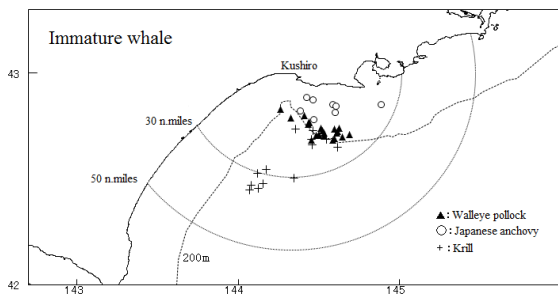 Immature whale
Kushiro
43
30 n.miles
50 n.miles
▲: Walleye pollock
○: Japanese anchovy
+: Krill
200m
42
143
144
145